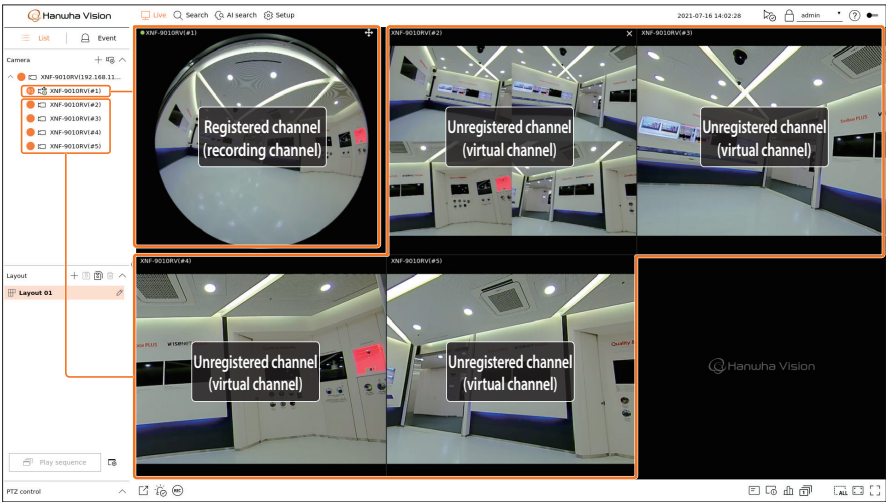 Hanwha Vision
Live Search AI search Setup
2021-07-16 14:02:28
admin
List Event
Camera
XNF-9010RV(192.168.11...
XNF-9010RV(#1)
XNF-9010RV(#2)
XNF-9010RV(#3)
XNF-9010RV(#4)
XNF-9010RV(#5)
XNF-9010RV(#1)
Registered channel
(recording channel)
XNF-9010RV(#2)
Unregistered channel
(virtual channel)
XNF-9010RV(#3)
Unregistered channel
(virtual channel)
Layout
Layout 01
XNF-9010RV(#4)
Unregistered channel
(virtual channel)
XNF-9010RV(#5)
Unregistered channel
(virtual channel)
Hanwha Vision
Play sequence
PTZ control
REC
ALL